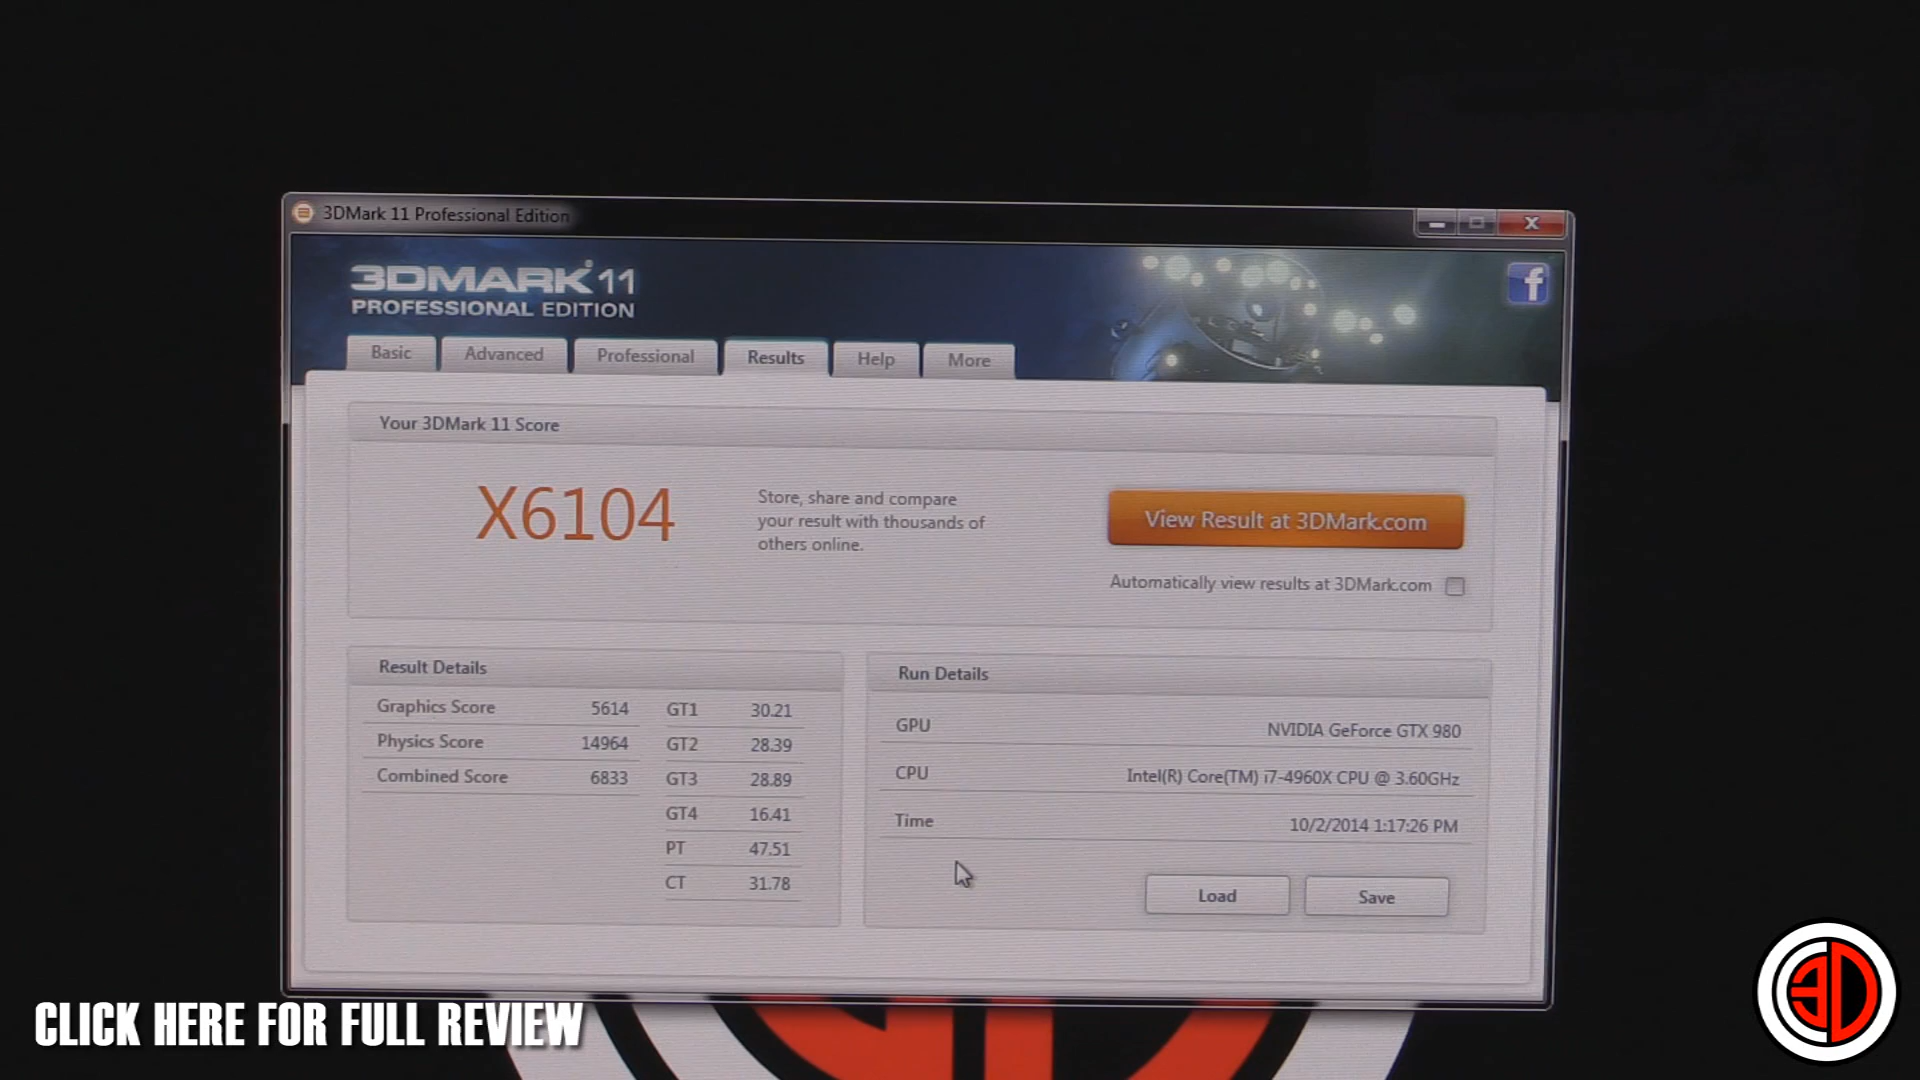 3DMark 11 Professional Edition
3DMARK 11
PROFESSIONAL EDITION
f
Basic
Advanced
Professional
Results
Help
More
Your 3DMark 11 Score
X6104
Store, share and compare
your result with thousands of
others online.
View Result at 3DMark.com
Automatically view results at 3DMark.com
Result Details
Graphics Score 5614
Physics Score 14964
Combined Score 6833
GT1 30.21
GT2 28.39
GT3 28.89
GT4 16.41
PT 47.51
CT 31.78
Run Details
GPU NVIDIA GeForce GTX 980
CPU Intel(R) Core(TM) i7-4960X CPU @ 3.60GHz
Time 10/2/2014 1:17:26 PM
Load
Save
CLICK HERE FOR FULL REVIEW
3D